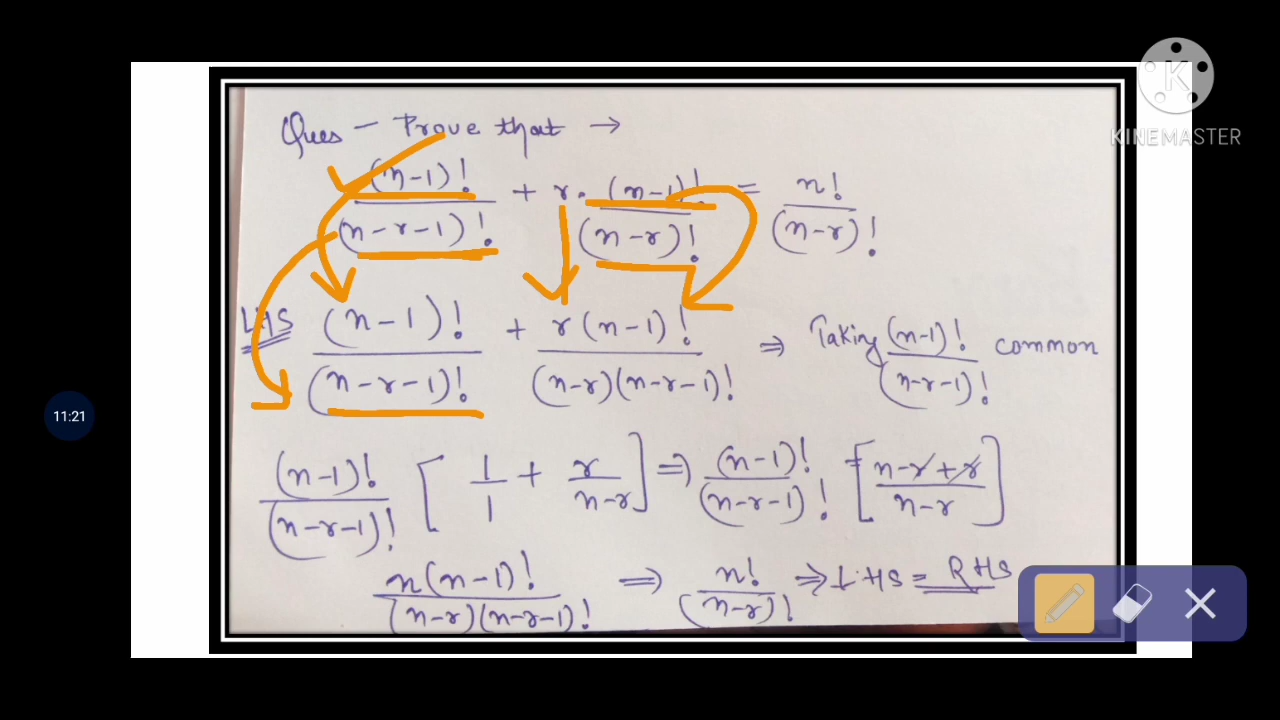 Ques - Prove that →
(n-1)!/(n-r-1)! + r.(n-1)!/(n-r)! = n!/(n-r)!
LHS (n-1)!/(n-r-1)! + r(n-1)!/(n-r)(n-r-1)! ⇒ Taking (n-1)!/(n-r-1)! common
(n-1)!/(n-r-1)! [1/1 + r/n-r] ⇒ (n-1)!/(n-r-1)! [n-r+r/n-r]
n(n-1)!/(n-r)(n-r-1)! ⇒ n!/(n-r)! ⇒ LHS = RHS
K
KINEMASTER
11:21